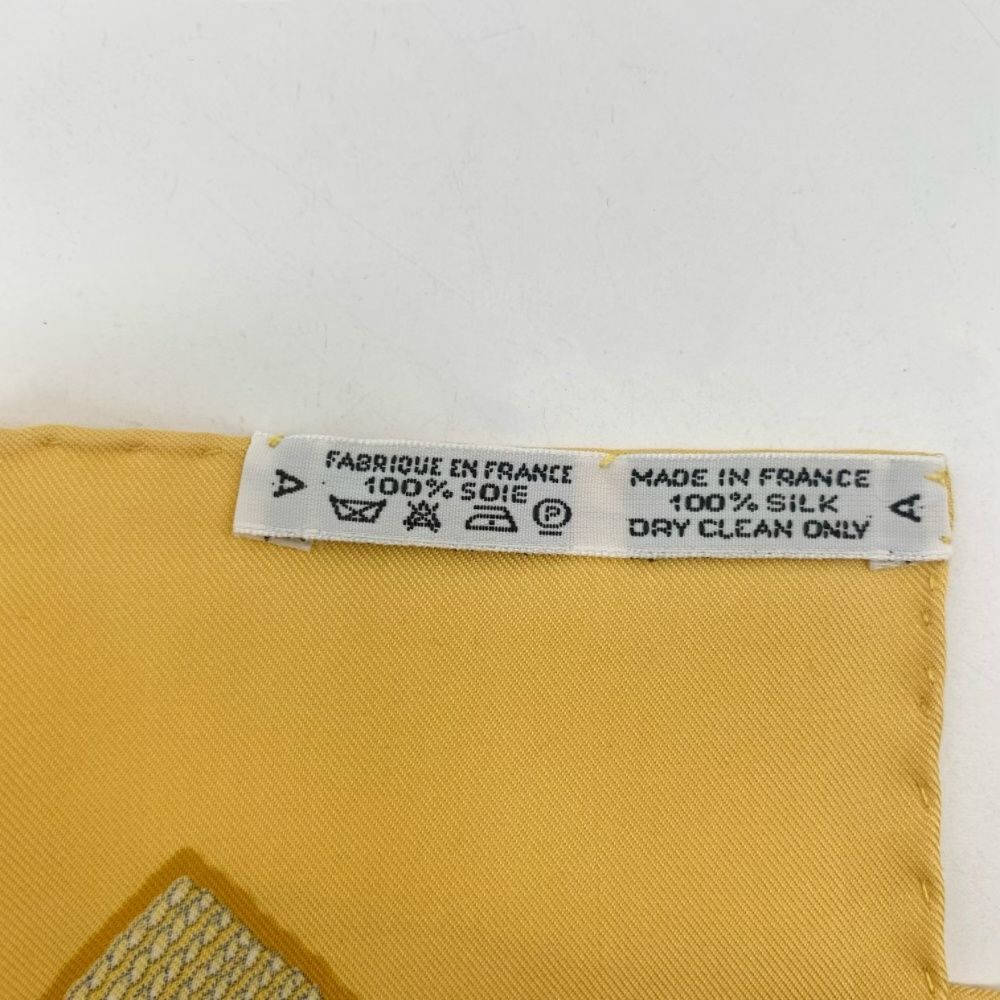 A
FABRIQUE EN FRANCE
100% SOIE
P
MADE IN FRANCE
100% SILK
DRY CLEAN ONLY
A